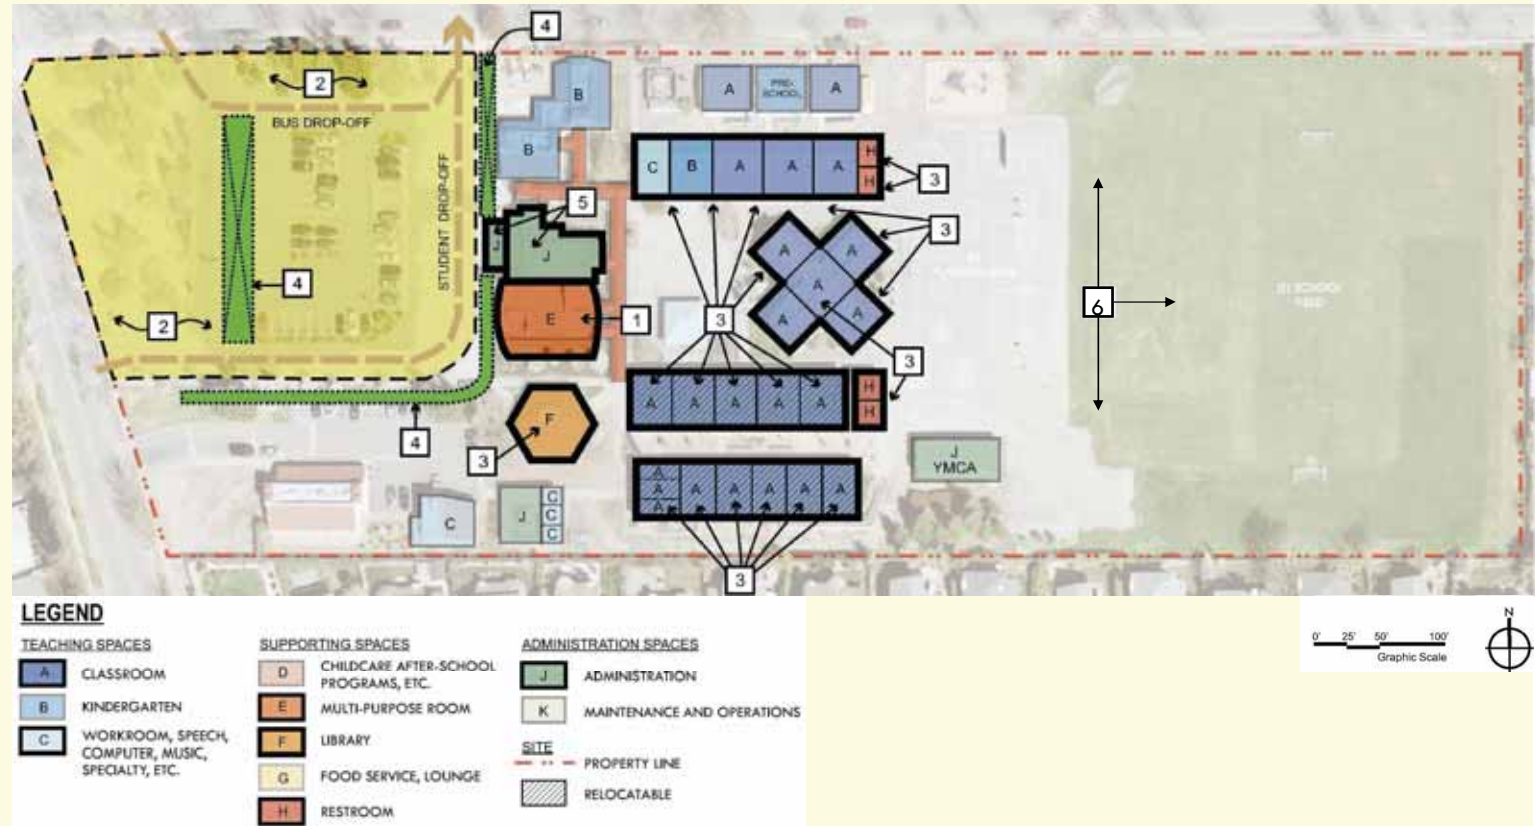 4
2
BUS DROP-OFF
STUDENT DROP-OFF
B
B
A
PRE-
SCHOOL
A
C
B
A
A
A
H
H
3
5
J
J
3
A
A
A
A
A
4
2
E
1
3
6
3
A
A
A
A
A
H
H
F
4
3
J
YMCA
A
A
A
A
A
A
A
A
C
J
C
C
C
3
LEGEND
TEACHING SPACES
A CLASSROOM
B KINDERGARTEN
C WORKROOM, SPEECH,
COMPUTER, MUSIC,
SPECIALTY, ETC.
SUPPORTING SPACES
D CHILDCARE AFTER-SCHOOL
PROGRAMS, ETC.
E MULTI-PURPOSE ROOM
F LIBRARY
G FOOD SERVICE, LOUNGE
H RESTROOM
ADMINISTRATION SPACES
J ADMINISTRATION
K MAINTENANCE AND OPERATIONS
SITE
PROPERTY LINE
RELOCATABLE
0' 25' 50' 100'
Graphic Scale
N